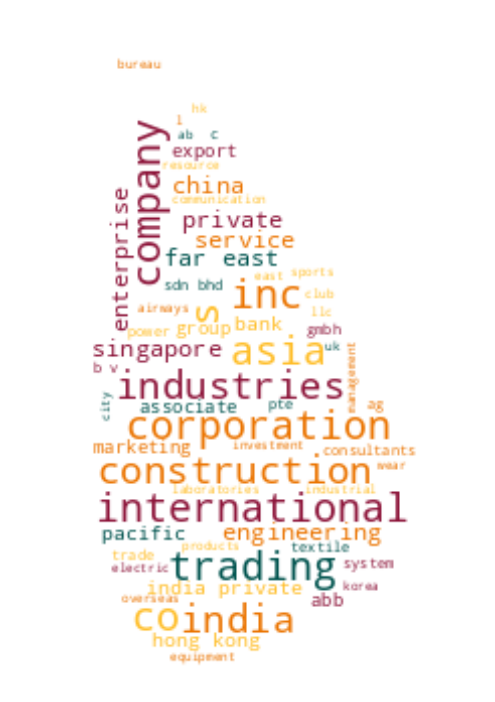 bureau
hk
l
ab c
company
export
resource
china
communication
enterprise
private
service
far east
east sports
sdn bhd
inc
club
airways
s
llc
power group bank
gmbh
singapore
asia
uk
b v
management
industries
city
associate
pte
ag
corporation
marketing
investment
consultants
construction
wear
laboratories
industrial
international
pacific
engineering
products
textile
trade
trading
system
electric
india private
korea
overseas
abb
co
india
hong kong
equipment